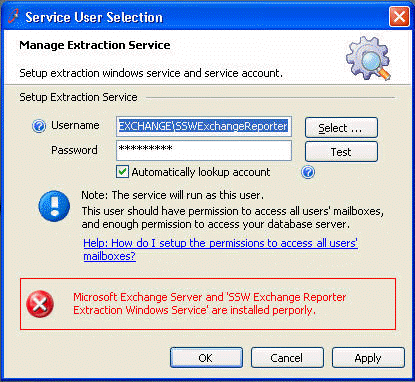 Service User Selection
Manage Extraction Service
Setup extraction windows service and service account.
Setup Extraction Service
Username
EXCHANGE\SSWExchangeReporter
Select ...
Password
*********
Test
Automatically lookup account
Note: The service will run as this user.
This user should have permission to access all users' mailboxes,
and enough permission to access your database server.
Help: How do I setup the permissions to access all users'
mailboxes?
Microsoft Exchange Server and 'SSW Exchange Reporter
Extraction Windows Service' are installed perporly.
OK
Cancel
Apply